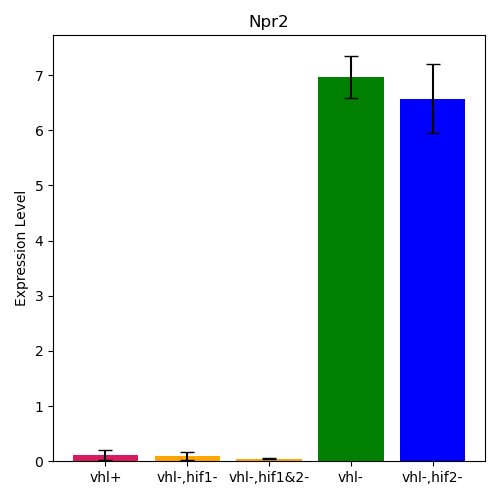 Npr2
Expression Level
7
6
5
4
3
2
1
0
vhl+
vhl-,hif1-
vhl-,hif1&2-
vhl-
vhl-,hif2-